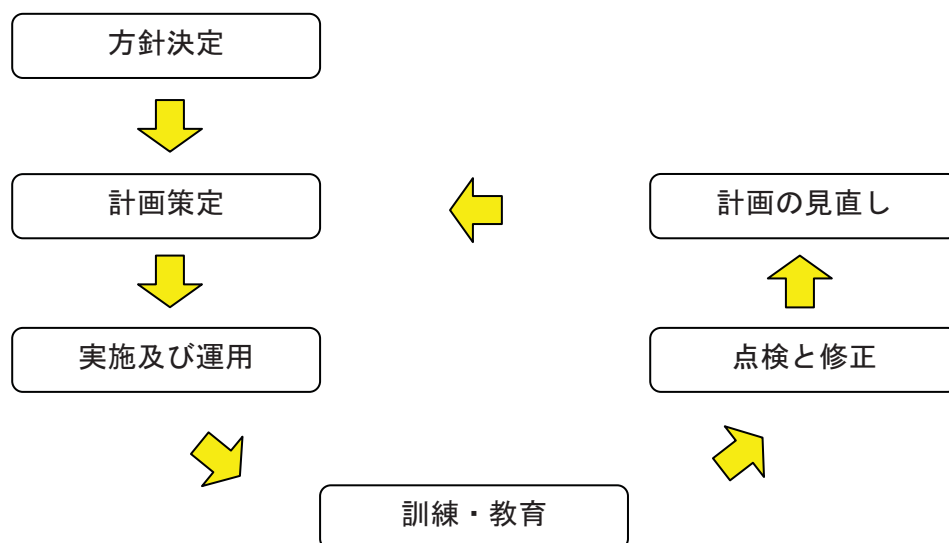 方針決定
計画策定
計画の見直し
実施及び運用
点検と修正
訓練・教育